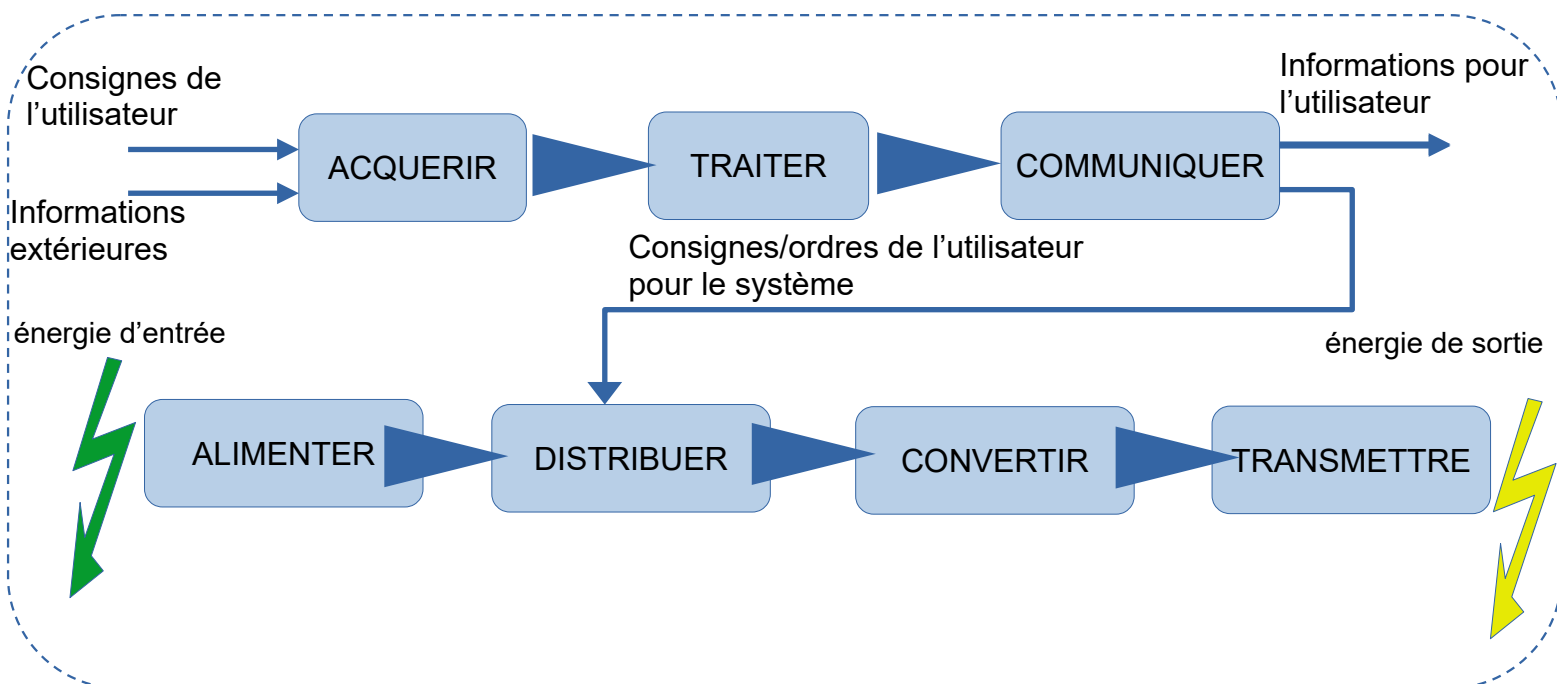 Consignes de
l’utilisateur
Informations pour
l’utilisateur
ACQUERIR
TRAITER
COMMUNIQUER
Informations
extérieures
Consignes/ordres de l’utilisateur
pour le système
énergie d’entrée
énergie de sortie
ALIMENTER
DISTRIBUER
CONVERTIR
TRANSMETTRE